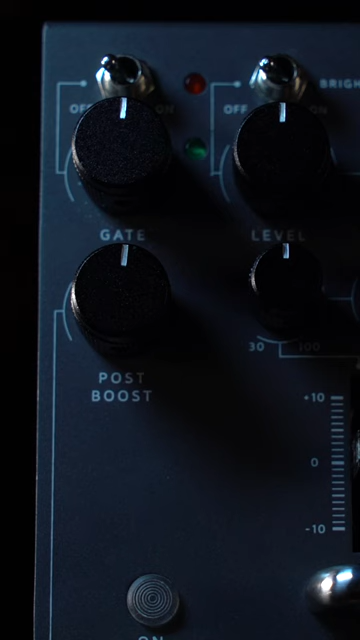 BRIGH
OFF ON OFF ON
GATE LEVEL
30 100
POST
BOOST
+10
0
-10
ON